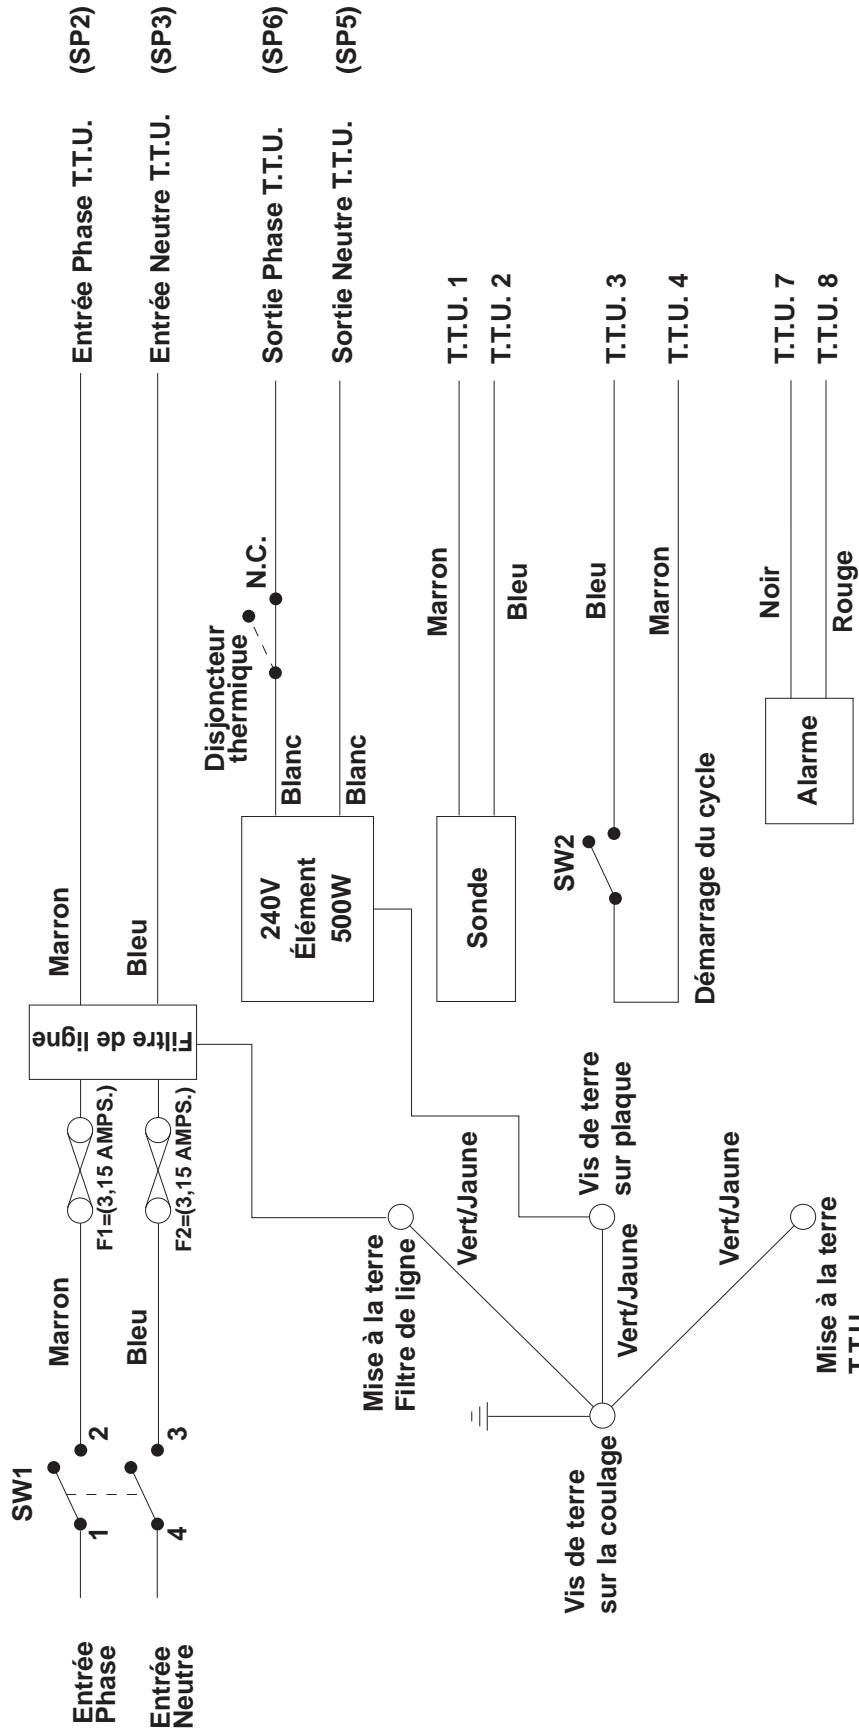 Entrée
Phase
Entrée
Neutre
SW1
1
2
4
3
Marron
Bleu
F1=(3,15 AMPS.)
F2=(3,15 AMPS.)
Filtre de ligne
Marron
Bleu
Entrée Phase T.T.U. (SP2)
Entrée Neutre T.T.U. (SP3)
240V
Élément
500W
Blanc
Blanc
Disjoncteur
thermique
N.C.
Sortie Phase T.T.U. (SP6)
Sortie Neutre T.T.U. (SP5)
Sonde
Marron
Bleu
T.T.U. 1
T.T.U. 2
SW2
Démarrage du cycle
Bleu
Marron
T.T.U. 3
T.T.U. 4
Alarme
Noir
Rouge
T.T.U. 7
T.T.U. 8
Mise à la terre
Filtre de ligne
Vert/Jaune
Vis de terre
sur plaque
Vert/Jaune
Vis de terre
sur la coulage
Vert/Jaune
Mise à la terre
T.T.U.